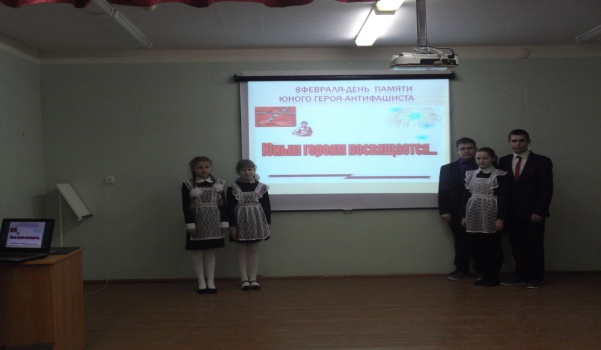 8ФЕВРАЛЯ-ДЕНЬ ПАМЯТИ
ЮНОГО ГЕРОЯ-АНТИФАШИСТА
Юным героям посвящается...